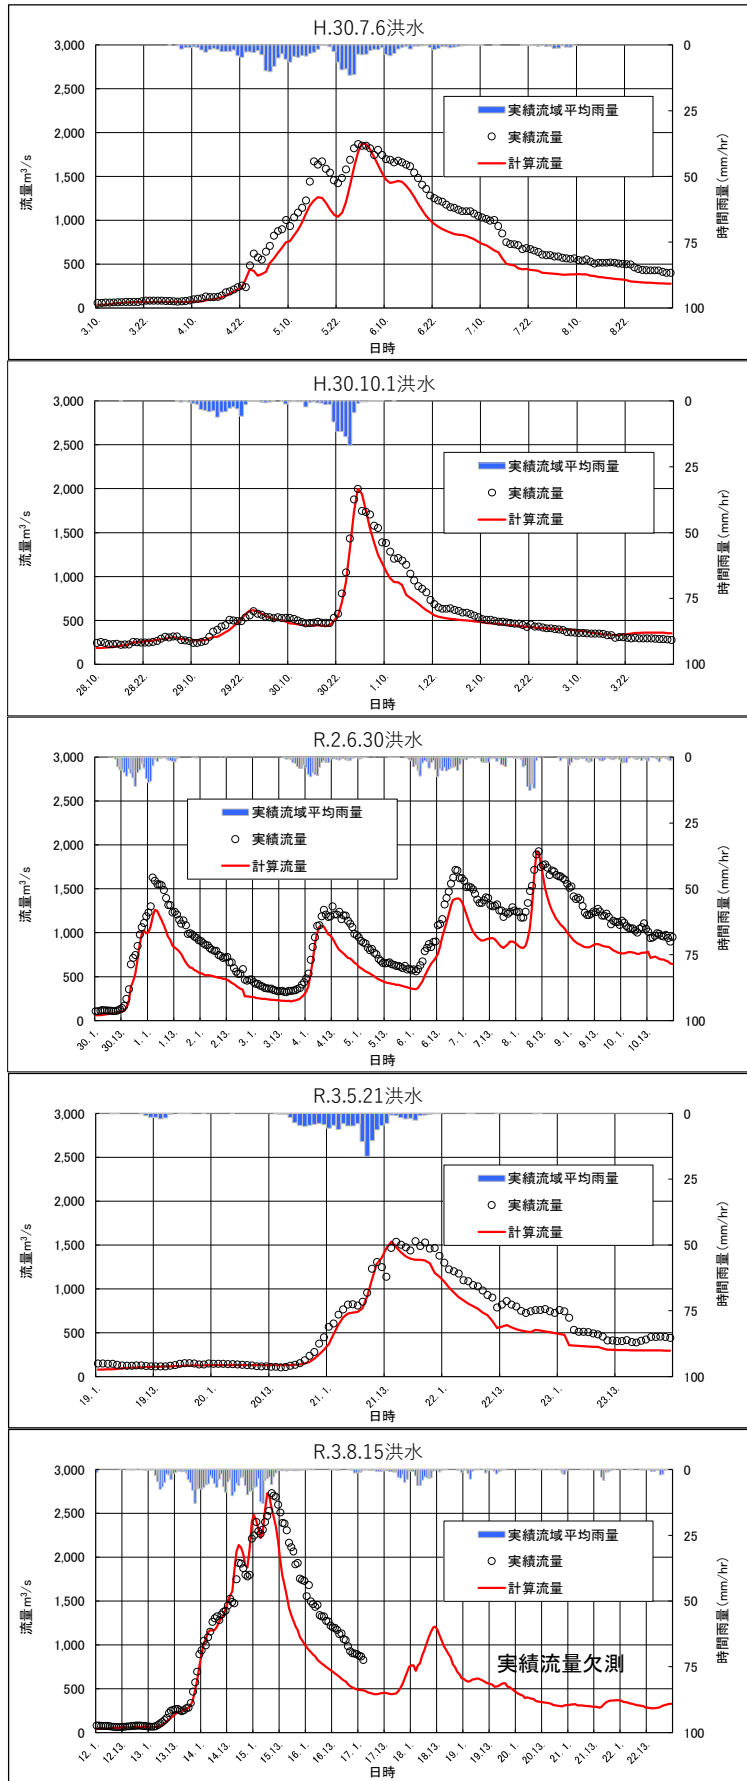 H.30.7.6洪水
3,000
2,500
2,000
1,500
1,000
500
0
流量m³/s
0
25
50
75
100
時間雨量(mm/hr)
実績流域平均雨量
実績流量
計算流量
3.10. 3.22. 4.10. 4.22. 5.10. 5.22. 6.10. 6.22. 7.10. 7.22. 8.10. 8.22.
日時
H.30.10.1洪水
3,000
2,500
2,000
1,500
1,000
500
0
流量m³/s
0
25
50
75
100
時間雨量(mm/hr)
実績流域平均雨量
実績流量
計算流量
28.10. 28.22. 29.10. 29.22. 30.10. 30.22. 1.10. 1.22. 2.10. 2.22. 3.10. 3.22.
日時
R.2.6.30洪水
3,000
2,500
2,000
1,500
1,000
500
0
流量m³/s
0
25
50
75
100
時間雨量(mm/hr)
実績流域平均雨量
実績流量
計算流量
30.1. 30.13. 1.1. 1.13. 2.1. 2.13. 3.1. 3.13. 4.1. 4.13. 5.1. 5.13. 6.1. 6.13. 7.1. 7.13. 8.1. 8.13. 9.1. 9.13. 10.1. 10.13.
日時
R.3.5.21洪水
3,000
2,500
2,000
1,500
1,000
500
0
流量m³/s
0
25
50
75
100
時間雨量(mm/hr)
実績流域平均雨量
実績流量
計算流量
19.1. 19.13. 20.1. 20.13. 21.1. 21.13. 22.1. 22.13. 23.1. 23.13.
日時
R.3.8.15洪水
3,000
2,500
2,000
1,500
1,000
500
0
流量m³/s
0
25
50
75
100
時間雨量(mm/hr)
実績流域平均雨量
実績流量
計算流量
実績流量欠測
12.1. 12.13. 13.1. 13.13. 14.1. 14.13. 15.1. 15.13. 16.1. 16.13. 17.1. 17.13. 18.1. 18.13. 19.1. 19.13. 20.1. 20.13. 21.1. 21.13. 22.1. 22.13.
日時